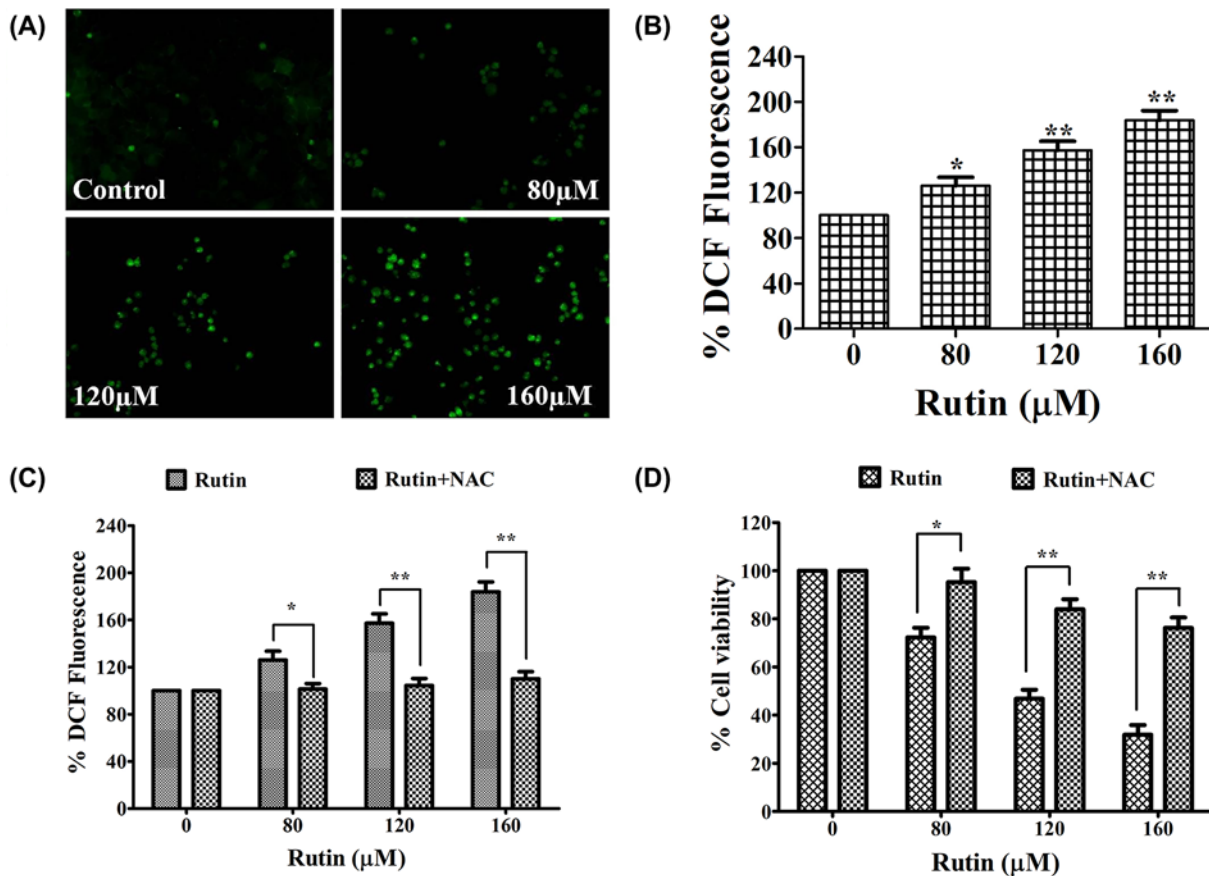 (A)
Control
80μM
120μM
160μM
(B)
% DCF Fluorescence
240
200
160
120
80
40
0
*
**
**
0 80 120 160
Rutin (μM)
(C)
Rutin Rutin+NAC
% DCF Fluorescence
240
200
160
120
80
40
0
*
**
**
0 80 120 160
Rutin (μM)
(D)
Rutin Rutin+NAC
% Cell viability
120
100
80
60
40
20
0
*
**
**
0 80 120 160
Rutin (μM)